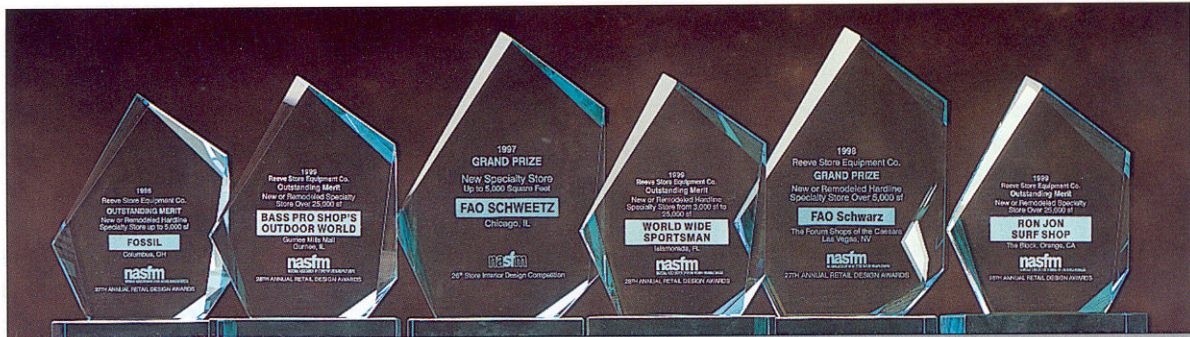 1998
Reeve Store Equipment Co.
OUTSTANDING MERIT
New or Remodeled Hardline
Specialty Store up to 5,000 sf
FOSSIL
Columbus, OH
nasfm
27TH ANNUAL RETAIL DESIGN AWARDS
1999
Reeve Store Equipment Co.
Outstanding Merit
New or Remodeled Specialty
Store Over 25,000 sf
BASS PRO SHOP'S
OUTDOOR WORLD
Gurnee Mills Mall
Gurnee, IL
nasfm
28TH ANNUAL RETAIL DESIGN AWARDS
1997
GRAND PRIZE
New Specialty Store
Up to 5,000 Square Feet
FAO SCHWEETZ
Chicago, IL
nasfm
26th Store Interior Design Competition
1999
Reeve Store Equipment Co.
Outstanding Merit
New or Remodeled Hardline
Specialty Store from 3,000 sf to
25,000 sf
WORLD WIDE
SPORTSMAN
Islamorada, FL
nasfm
28TH ANNUAL RETAIL DESIGN AWARDS
1998
Reeve Store Equipment Co.
GRAND PRIZE
New or Remodeled Hardline
Specialty Store Over 5,000 sf
FAO Schwarz
The Forum Shops of the Caesars
Las Vegas, NV
nasfm
27TH ANNUAL RETAIL DESIGN AWARDS
1999
Reeve Store Equipment Co.
Outstanding Merit
New or Remodeled Specialty
Store Over 25,000 sf
RON JON
SURF SHOP
The Block, Orange, CA
nasfm
28TH ANNUAL RETAIL DESIGN AWARDS